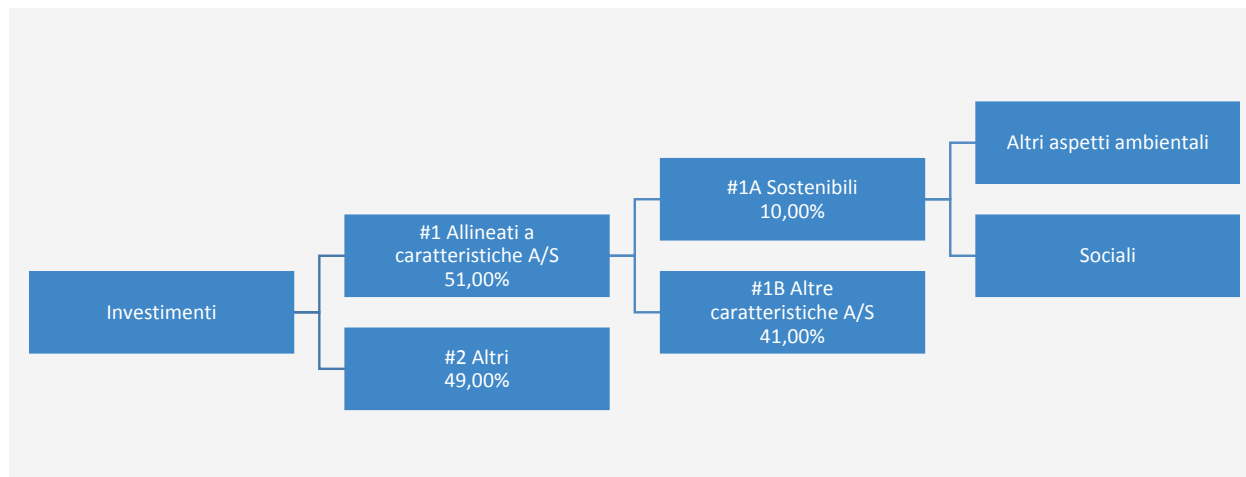 Investimenti
#1 Allineati a
caratteristiche A/S
51,00%
#2 Altri
49,00%
#1A Sostenibili
10,00%
#1B Altre
caratteristiche A/S
41,00%
Altri aspetti ambientali
Sociali